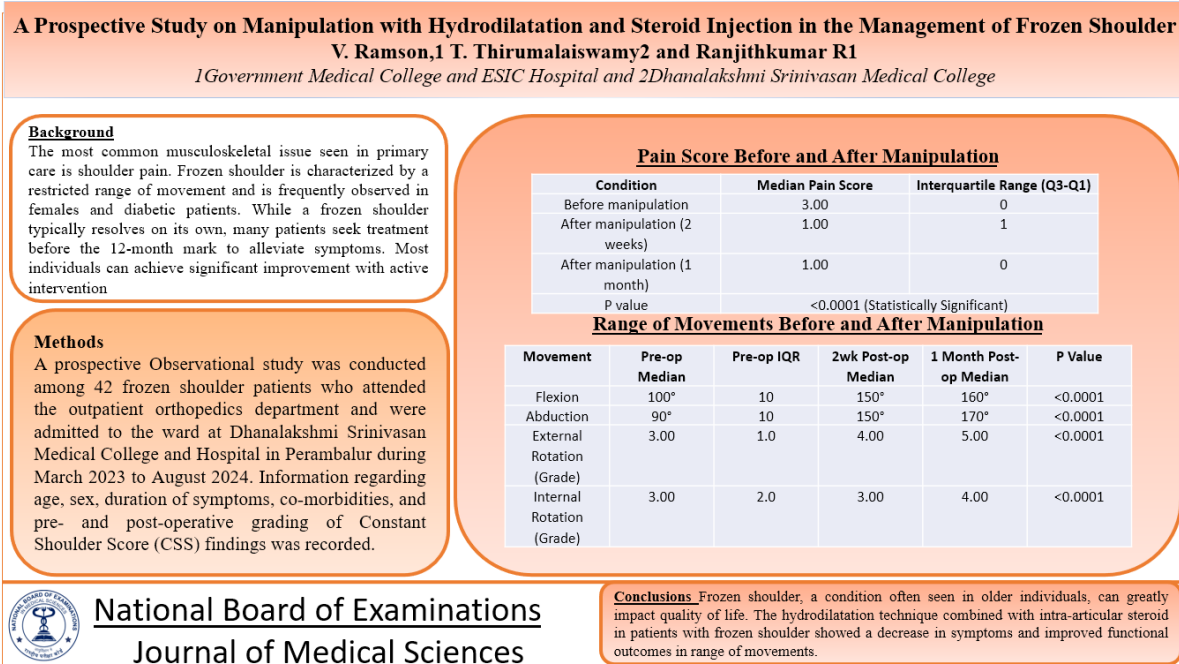 A Prospective Study on Manipulation with Hydrodilatation and Steroid Injection in the Management of Frozen Shoulder
V. Ramson,1 T. Thirumalaiswamy2 and Ranjithkumar R1
1Government Medical College and ESIC Hospital and 2Dhanalakshmi Srinivasan Medical College
Background
The most common musculoskeletal issue seen in primary
care is shoulder pain. Frozen shoulder is characterized by a
restricted range of movement and is frequently observed in
females and diabetic patients. While a frozen shoulder
typically resolves on its own, many patients seek treatment
before the 12-month mark to alleviate symptoms. Most
individuals can achieve significant improvement with active
intervention
Methods
A prospective Observational study was conducted
among 42 frozen shoulder patients who attended
the outpatient orthopedics department and were
admitted to the ward at Dhanalakshmi Srinivasan
Medical College and Hospital in Perambalur during
March 2023 to August 2024. Information regarding
age, sex, duration of symptoms, co-morbidities, and
pre- and post-operative grading of Constant
Shoulder Score (CSS) findings was recorded.
Pain Score Before and After Manipulation
Condition Median Pain Score Interquartile Range (Q3-Q1)
Before manipulation 3.00 0
After manipulation (2 1.00 1
weeks)
After manipulation (1 1.00 0
month)
P value <0.0001 (Statistically Significant)
Range of Movements Before and After Manipulation
Movement Pre-op Pre-op IQR 2wk Post-op 1 Month Post- P Value
Median Median op Median
Flexion 100° 10 150° 160° <0.0001
Abduction 90° 10 150° 170° <0.0001
External 3.00 1.0 4.00 5.00 <0.0001
Rotation
(Grade)
Internal 3.00 2.0 3.00 4.00 <0.0001
Rotation
(Grade)
National Board of Examinations
Journal of Medical Sciences
Conclusions Frozen shoulder, a condition often seen in older individuals, can greatly
impact quality of life. The hydrodilatation technique combined with intra-articular steroid
in patients with frozen shoulder showed a decrease in symptoms and improved functional
outcomes in range of movements.
NATIONAL BOARD OF EXAMINATIONS
IN MEDICAL SCIENCES